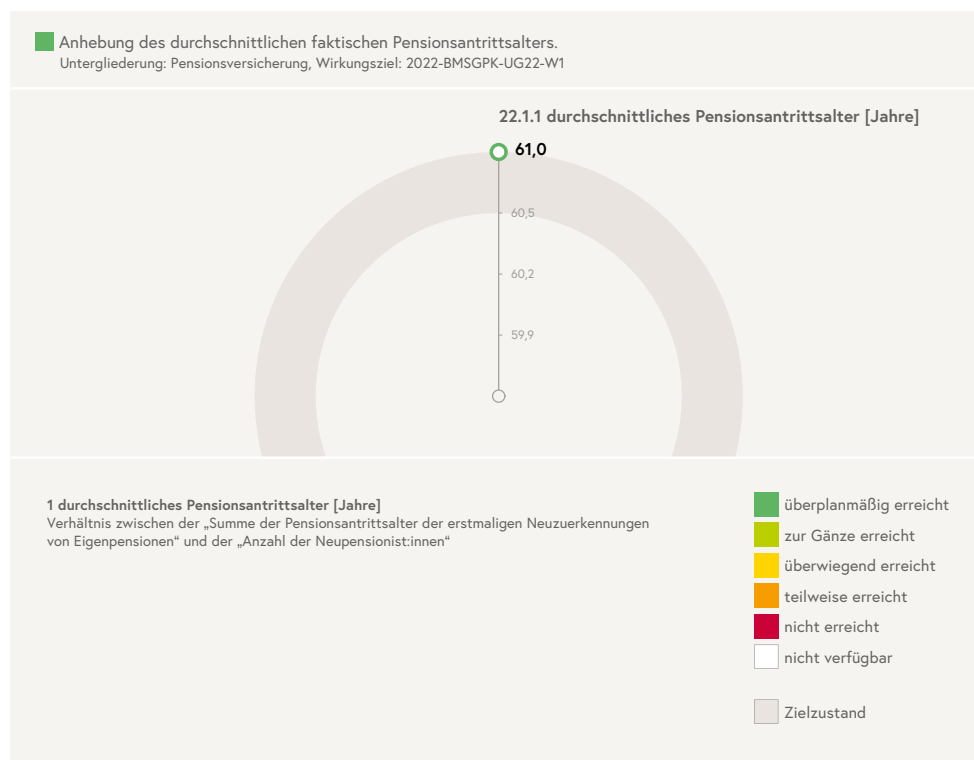 Anhebung des durchschnittlichen faktischen Pensionsantrittsalters.
Untergliederung: Pensionsversicherung, Wirkungsziel: 2022-BMSGPK-UG22-W1
22.1.1 durchschnittliches Pensionsantrittsalter [Jahre]
61,0
60,5
60,2
59,9
1 durchschnittliches Pensionsantrittsalter [Jahre]
Verhältnis zwischen der „Summe der Pensionsantrittsalter der erstmaligen Neuzuerkennungen
von Eigenpensionen“ und der „Anzahl der Neupensionist:innen“
überplanmäßig erreicht
zur Gänze erreicht
überwiegend erreicht
teilweise erreicht
nicht erreicht
nicht verfügbar
Zielzustand